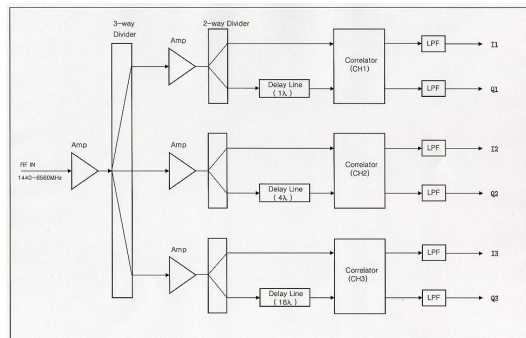 3-way
Divider
Amp
2-way Divider
Correlator
(CH1)
LPF
I1
Delay Line
( 1λ )
LPF
Q1
RF IN
1440~6560MHz
Amp
Amp
Correlator
(CH2)
LPF
I2
Delay Line
( 4λ )
LPF
Q2
Amp
Correlator
(CH3)
LPF
I3
Delay Line
( 16λ )
LPF
Q3